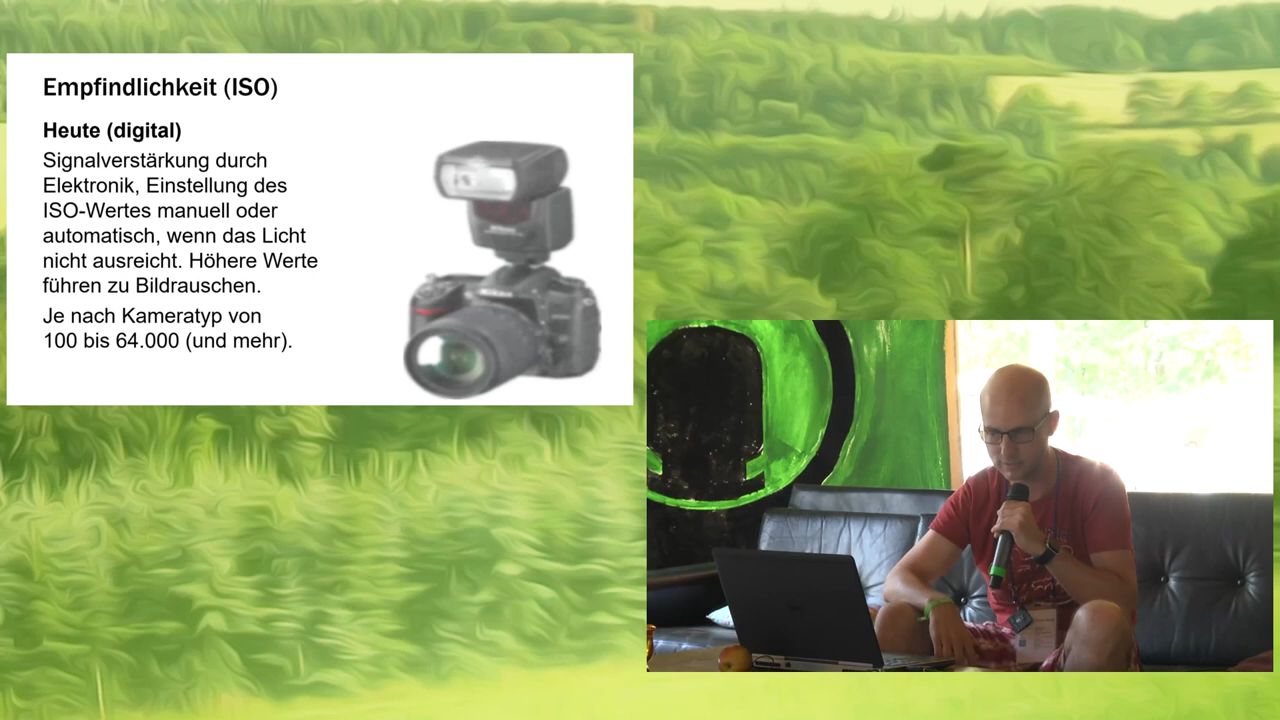 Empfindlichkeit (ISO)
Heute (digital)
Signalverstärkung durch
Elektronik, Einstellung des
ISO-Wertes manuell oder
automatisch, wenn das Licht
nicht ausreicht. Höhere Werte
führen zu Bildrauschen.
Je nach Kameratyp von
100 bis 64.000 (und mehr).